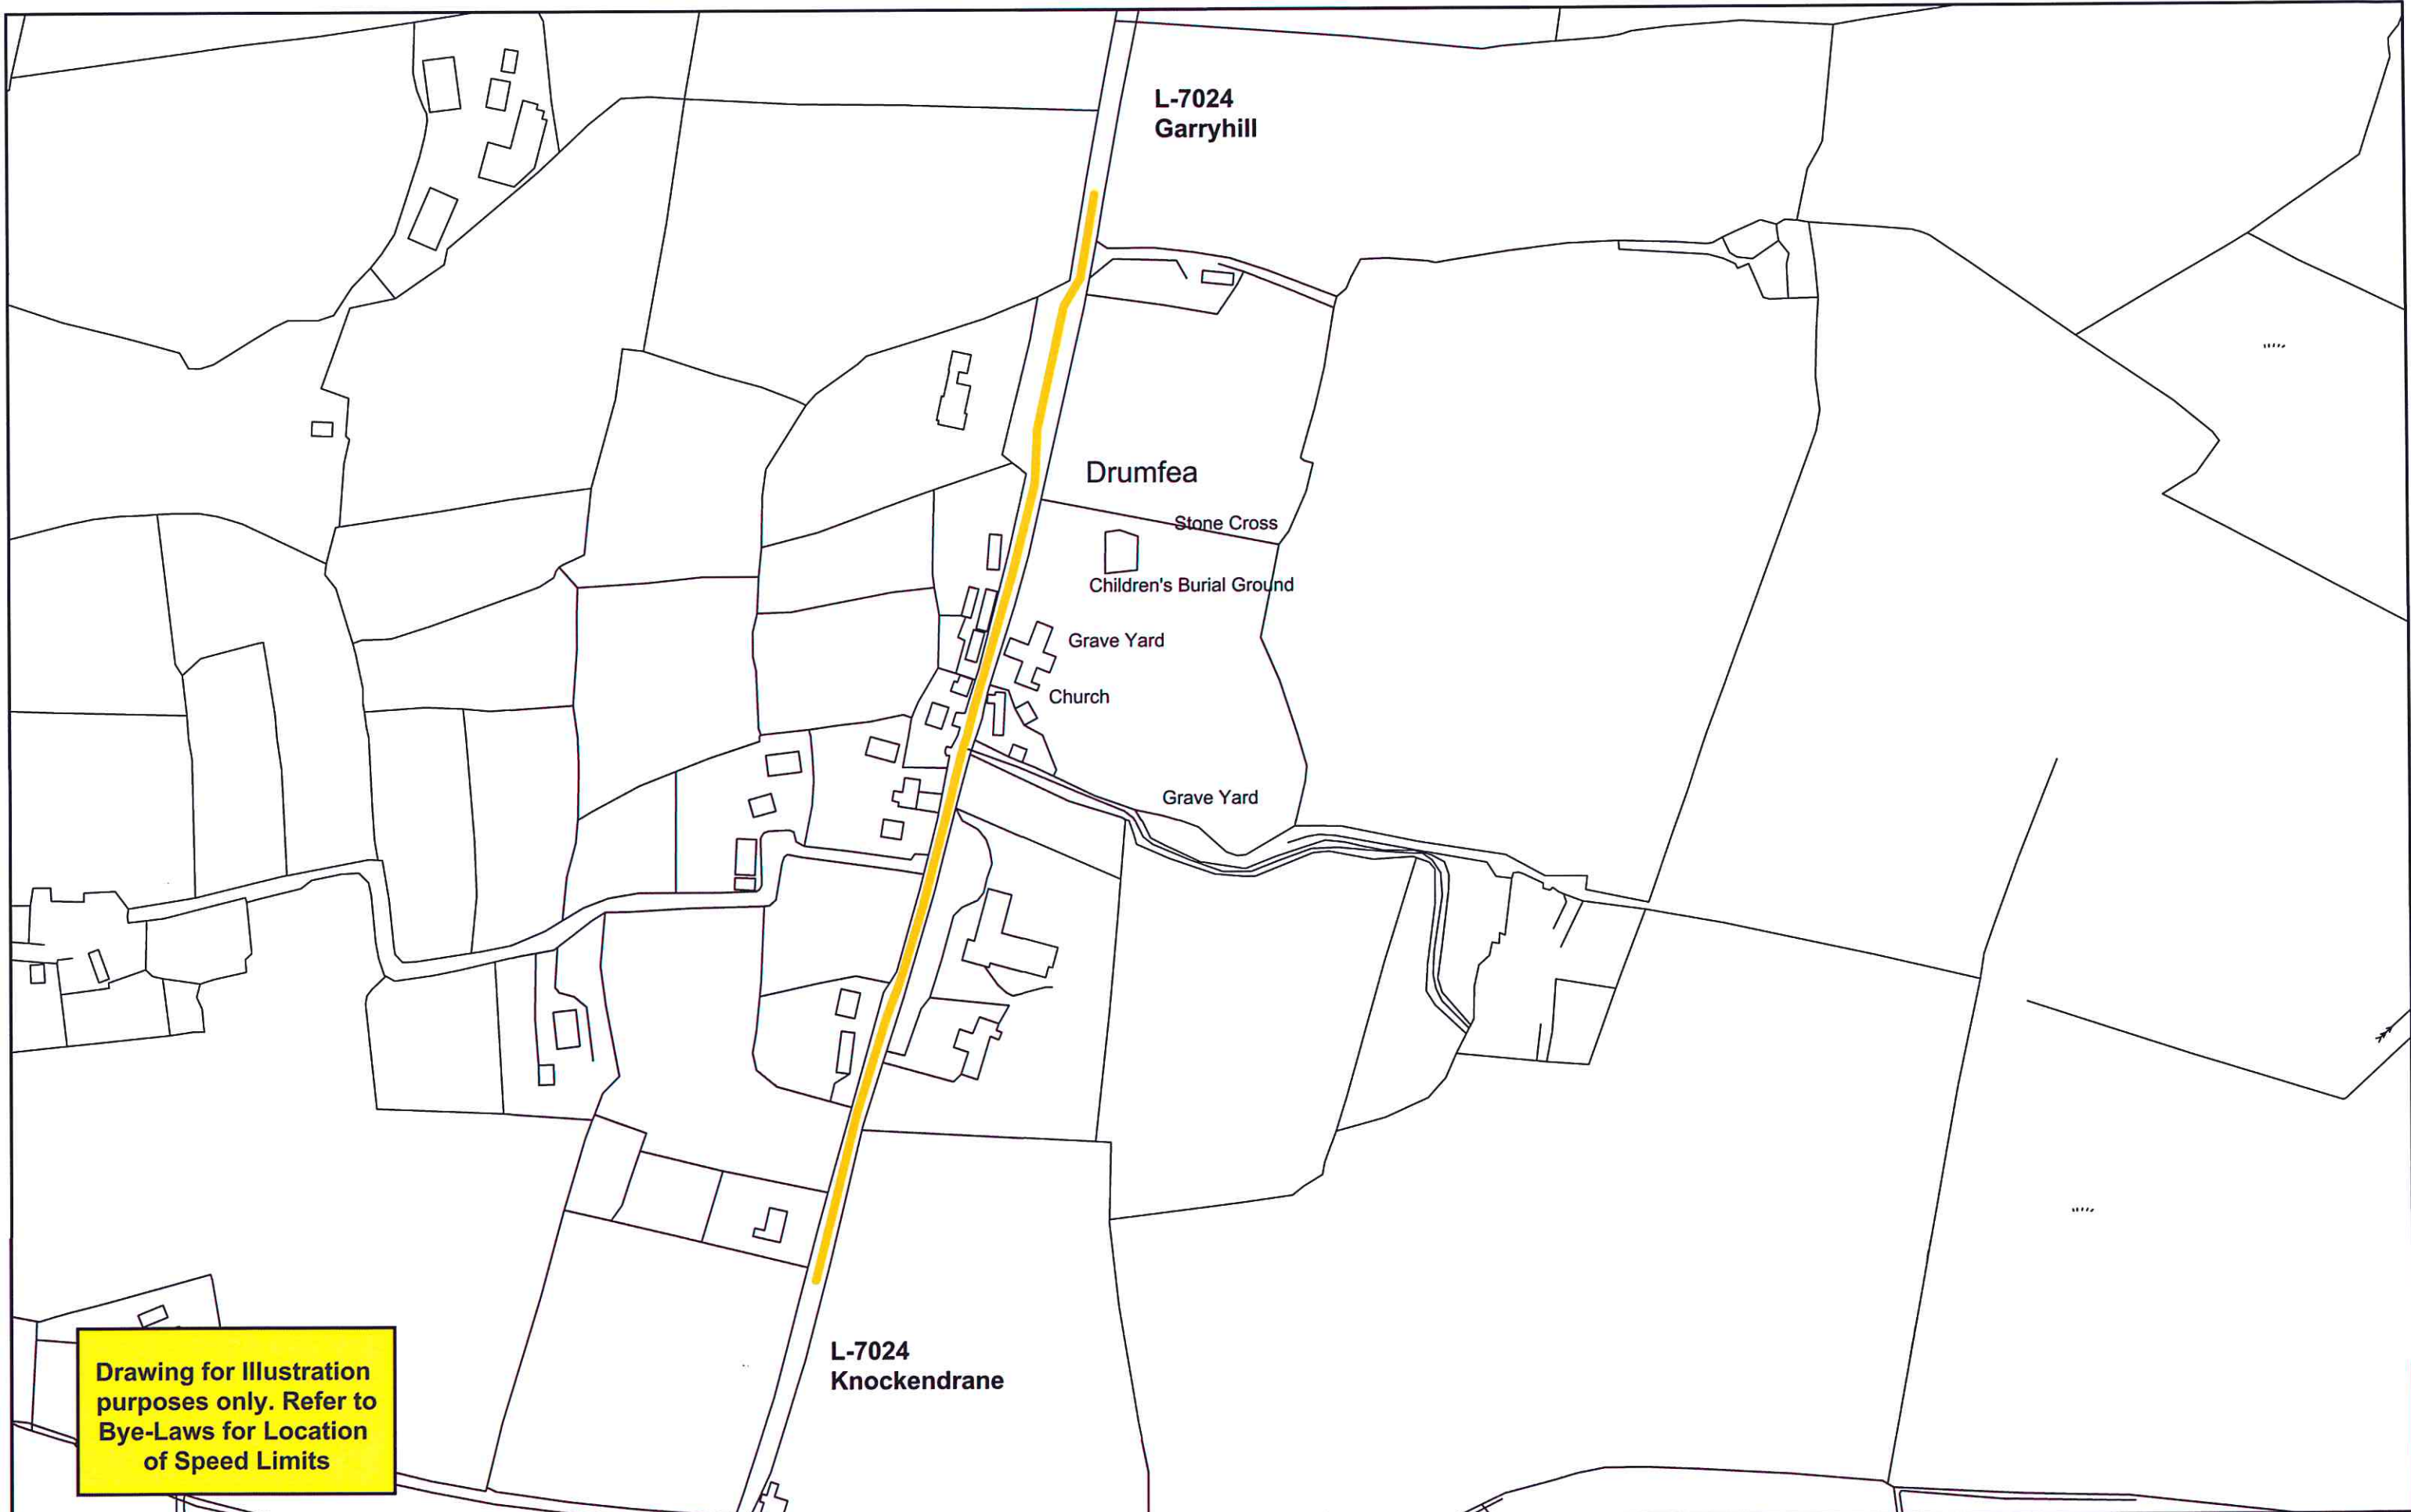 L-7024
Garryhill
Drumfea
Stone Cross
Children's Burial Ground
Grave Yard
Church
Grave Yard
L-7024
Knockendrane
Drawing for Illustration
purposes only. Refer to
Bye-Laws for Location
of Speed Limits